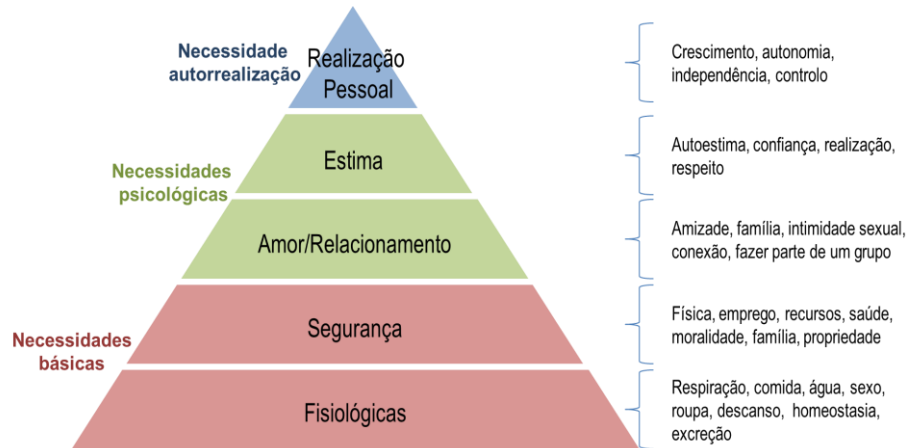 Necessidade
autorrealização
Realização
Pessoal
Crescimento, autonomia,
independência, controlo
Necessidades
psicológicas
Estima
Autoestima, confiança, realização,
respeito
Amor/Relacionamento
Amizade, família, intimidade sexual,
conexão, fazer parte de um grupo
Necessidades
básicas
Segurança
Física, emprego, recursos, saúde,
moralidade, família, propriedade
Fisiológicas
Respiração, comida, água, sexo,
roupa, descanso, homeostasia,
excreção